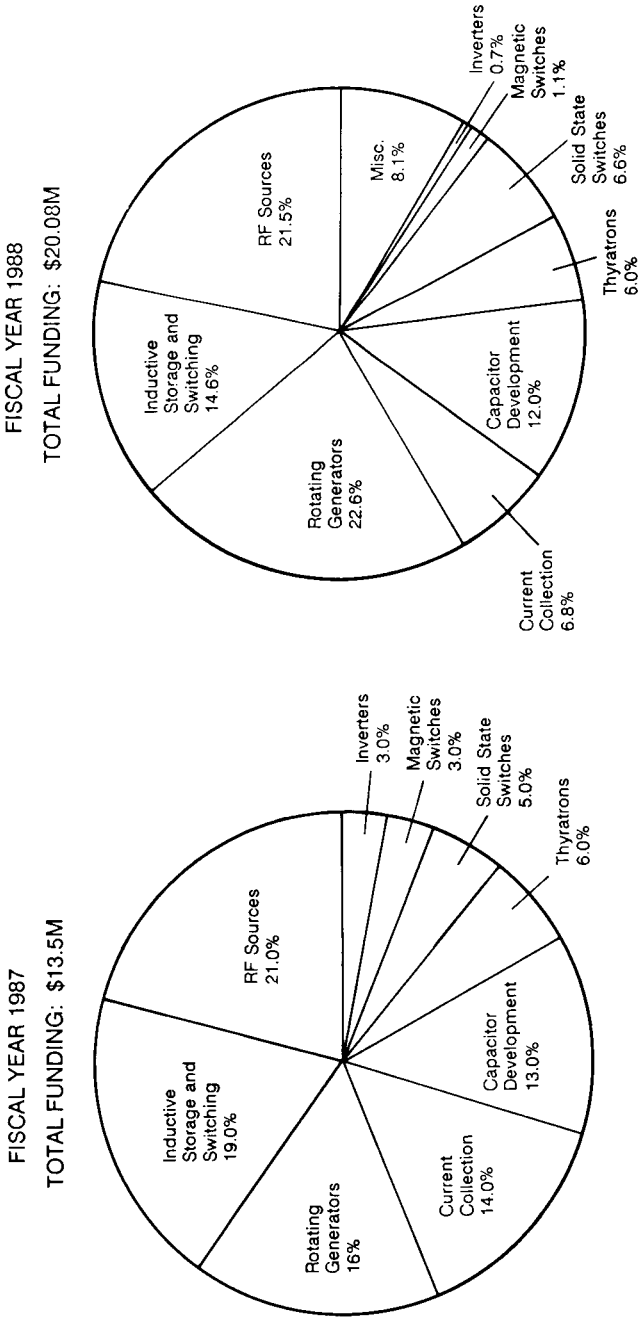 FISCAL YEAR 1987
TOTAL FUNDING: $13.5M
RF Sources
21.0%
Inductive
Storage and
Switching
19.0%
Rotating
Generators
16%
Current
Collection
14.0%
Capacitor
Development
13.0%
Thyratrons
6.0%
Solid State
Switches
5.0%
Magnetic
Switches
3.0%
Inverters
3.0%
FISCAL YEAR 1988
TOTAL FUNDING: $20.08M
RF Sources
21.5%
Inductive
Storage and
Switching
14.6%
Rotating
Generators
22.6%
Current
Collection
6.8%
Capacitor
Development
12.0%
Thyratrons
6.0%
Solid State
Switches
6.6%
Magnetic
Switches
1.1%
Inverters
0.7%
Misc.
8.1%